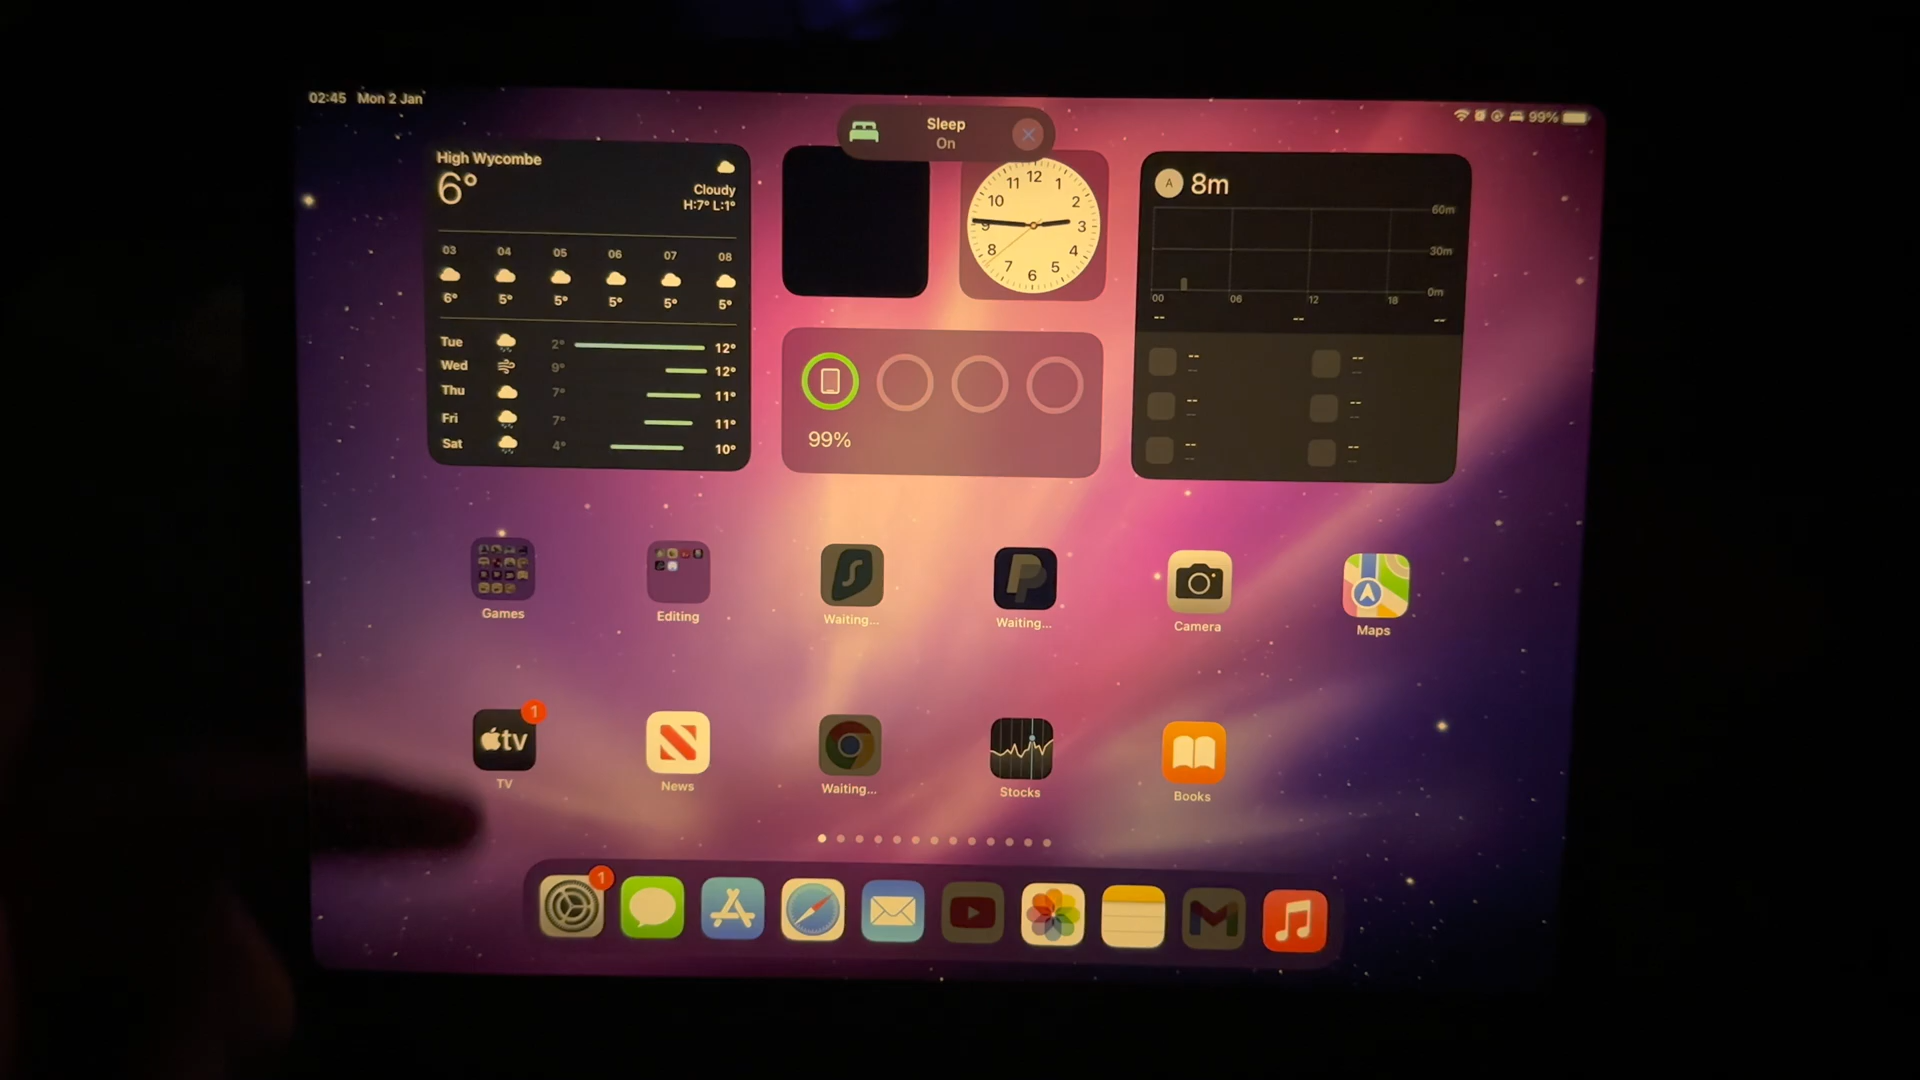 02:45 Mon 2 Jan
99%
Sleep
On
High Wycombe
6°
Cloudy
H:7° L:1°
03 04 05 06 07 08
6° 5° 5° 5° 5° 5°
Tue 2° 12°
Wed 9° 12°
Thu 7° 11°
Fri 7° 11°
Sat 4° 10°
12
1
2
3
4
5
6
7
8
9
10
11
99%
A 8m
60m
30m
0m
00 06 12 18
-- -- --
-- --
-- --
-- --
-- --
-- --
-- --
Games Editing Waiting... Waiting... Camera Maps
1
tv
TV News Waiting... Stocks Books
1